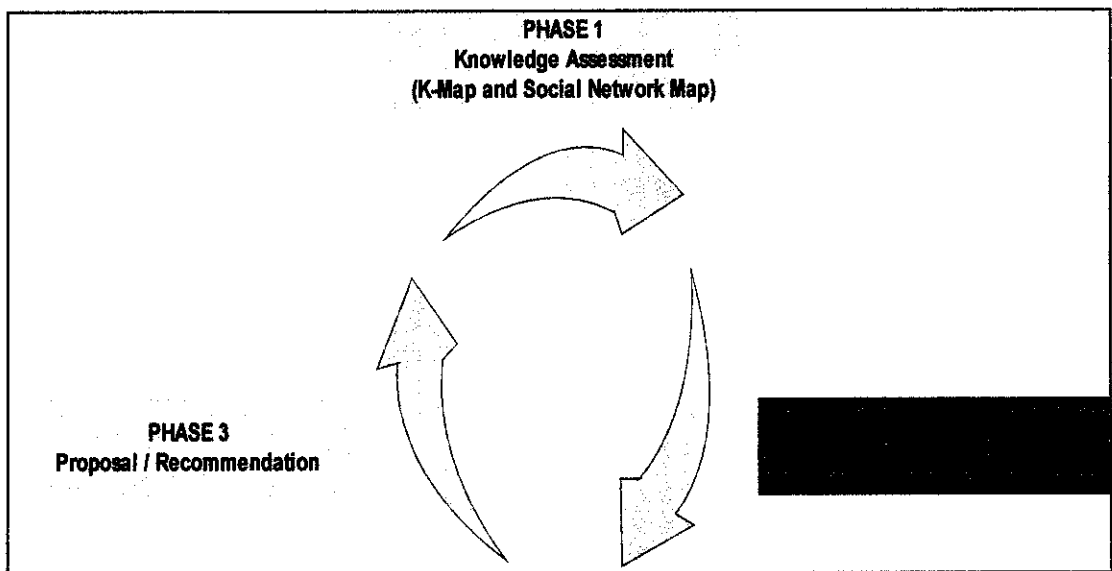 PHASE 1
Knowledge Assessment
(K-Map and Social Network Map)
PHASE 3
Proposal / Recommendation